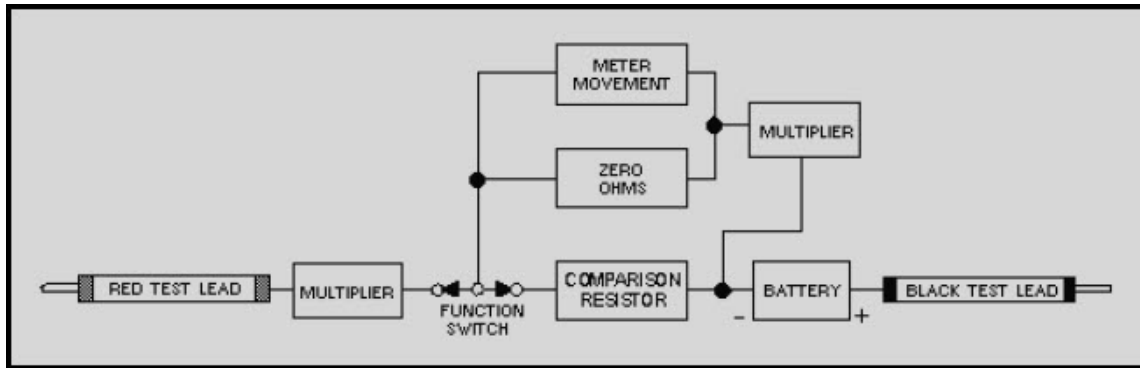 METER
MOVEMENT
MULTIPLIER
ZERO
OHMS
RED TEST LEAD
MULTIPLIER
FUNCTION
SWITCH
COMPARISON
RESISTOR
BATTERY
- +
BLACK TEST LEAD